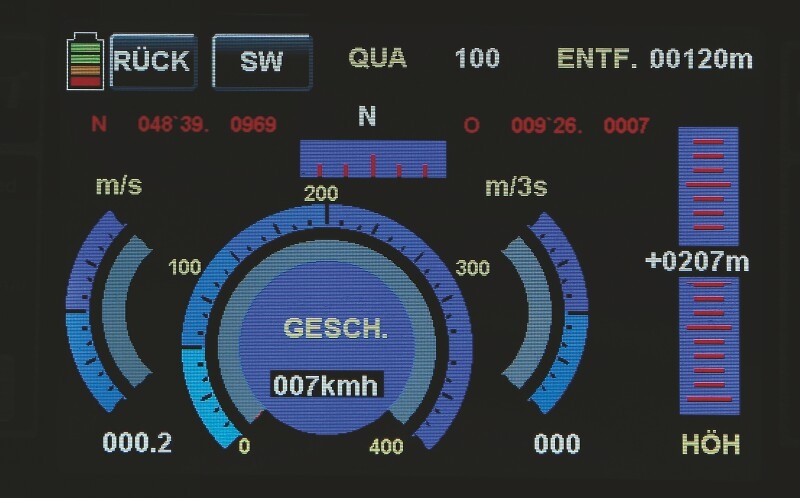 RÜCK SW QUA 100 ENTF. 00120m
N 048`39. 0969 N O 009`26. 0007
m/s 200 m/3s
100 300
+0207m
GESCH.
007kmh
000.2 0 400 000 HÖH